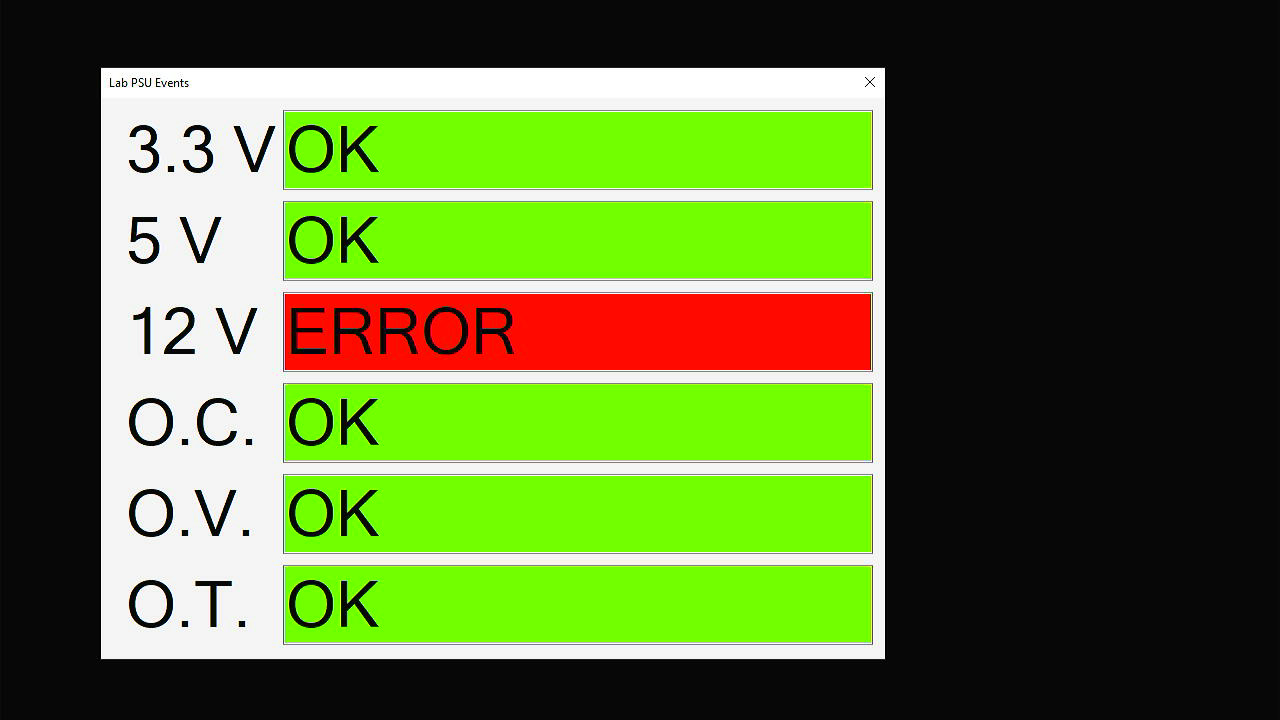 Lab PSU Events
3.3 V OK
5 V OK
12 V ERROR
O.C. OK
O.V. OK
O.T. OK